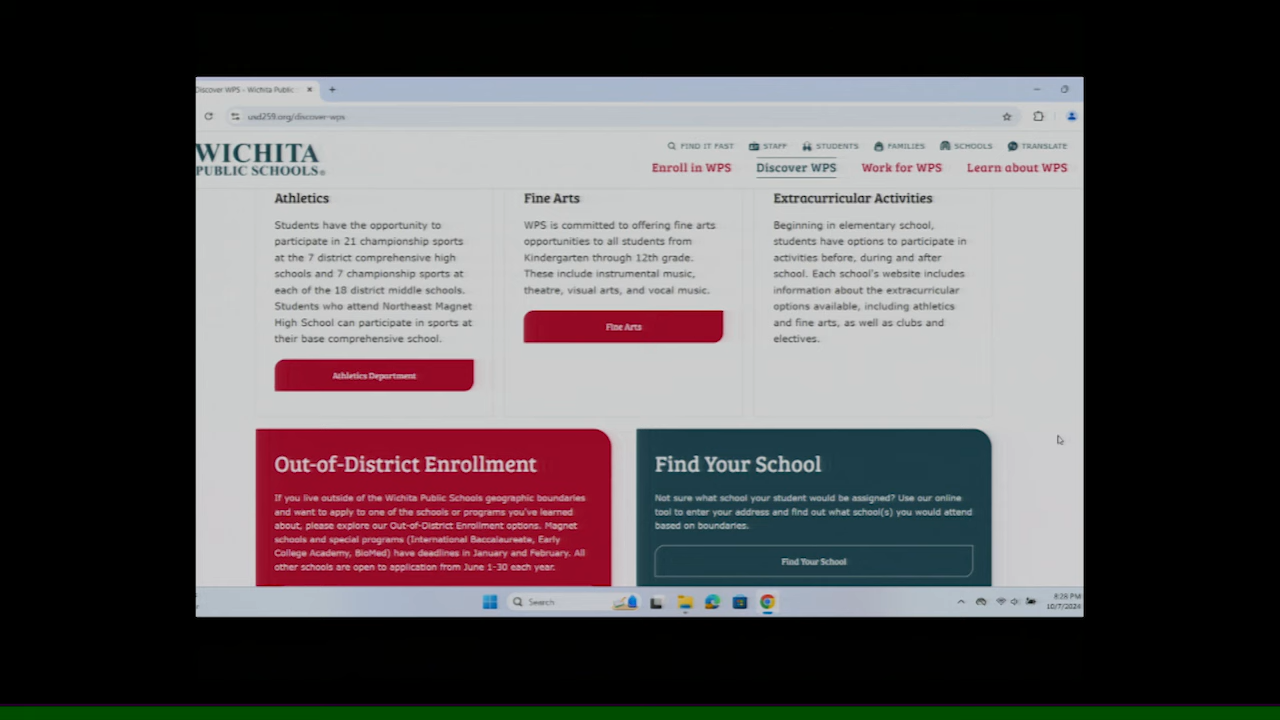 Discover WPS - Wichita Public
usd259.org/discover-wps
WICHITA
PUBLIC SCHOOLS®
FIND IT FAST STAFF STUDENTS FAMILIES SCHOOLS TRANSLATE
Enroll in WPS Discover WPS Work for WPS Learn about WPS
Athletics
Students have the opportunity to
participate in 21 championship sports
at the 7 district comprehensive high
schools and 7 championship sports at
each of the 18 district middle schools.
Students who attend Northeast Magnet
High School can participate in sports at
their base comprehensive school.
Athletics Department
Fine Arts
WPS is committed to offering fine arts
opportunities to all students from
Kindergarten through 12th grade.
These include instrumental music,
theatre, visual arts, and vocal music.
Fine Arts
Extracurricular Activities
Beginning in elementary school,
students have options to participate in
activities before, during and after
school. Each school's website includes
information about the extracurricular
options available, including athletics
and fine arts, as well as clubs and
electives.
Out-of-District Enrollment
If you live outside of the Wichita Public Schools geographic boundaries
and want to apply to one of the schools or programs you've learned
about, please explore our Out-of-District Enrollment options. Magnet
schools and special programs (International Baccalaureate, Early
College Academy, BioMed) have deadlines in January and February. All
other schools are open to application from June 1-30 each year.
Find Your School
Not sure what school your student would be assigned? Use our online
tool to enter your address and find out what school(s) you would attend
based on boundaries.
Find Your School
Search
8:28 PM
10/7/2024